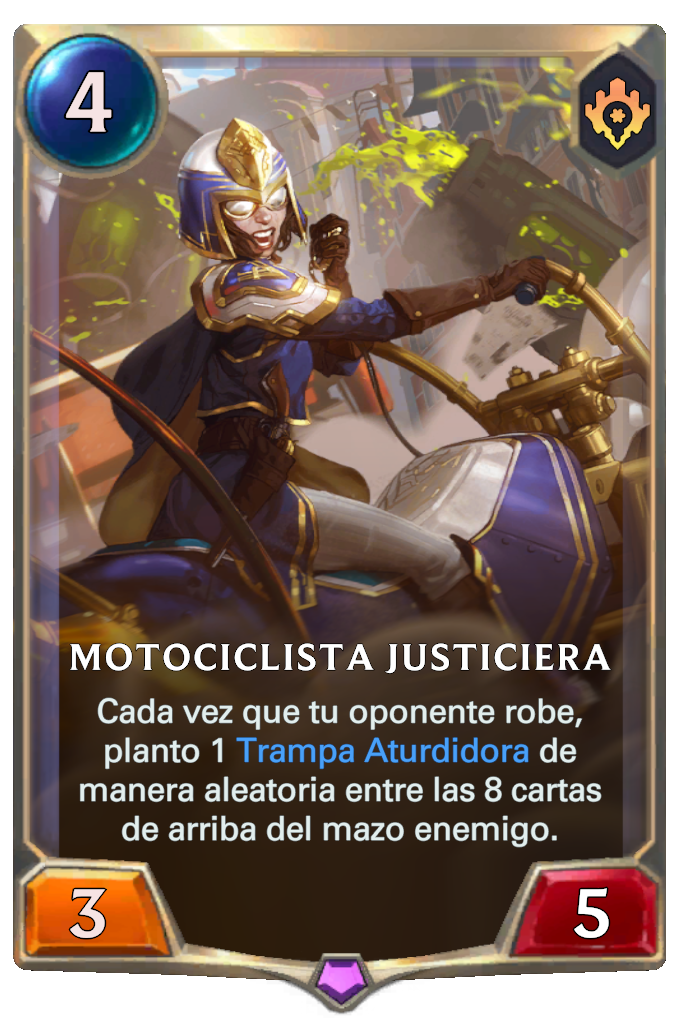 4
MOTOCICLISTA JUSTICIERA
Cada vez que tu oponente robe,
planto 1 Trampa Aturdidora de
manera aleatoria entre las 8 cartas
de arriba del mazo enemigo.
3
5